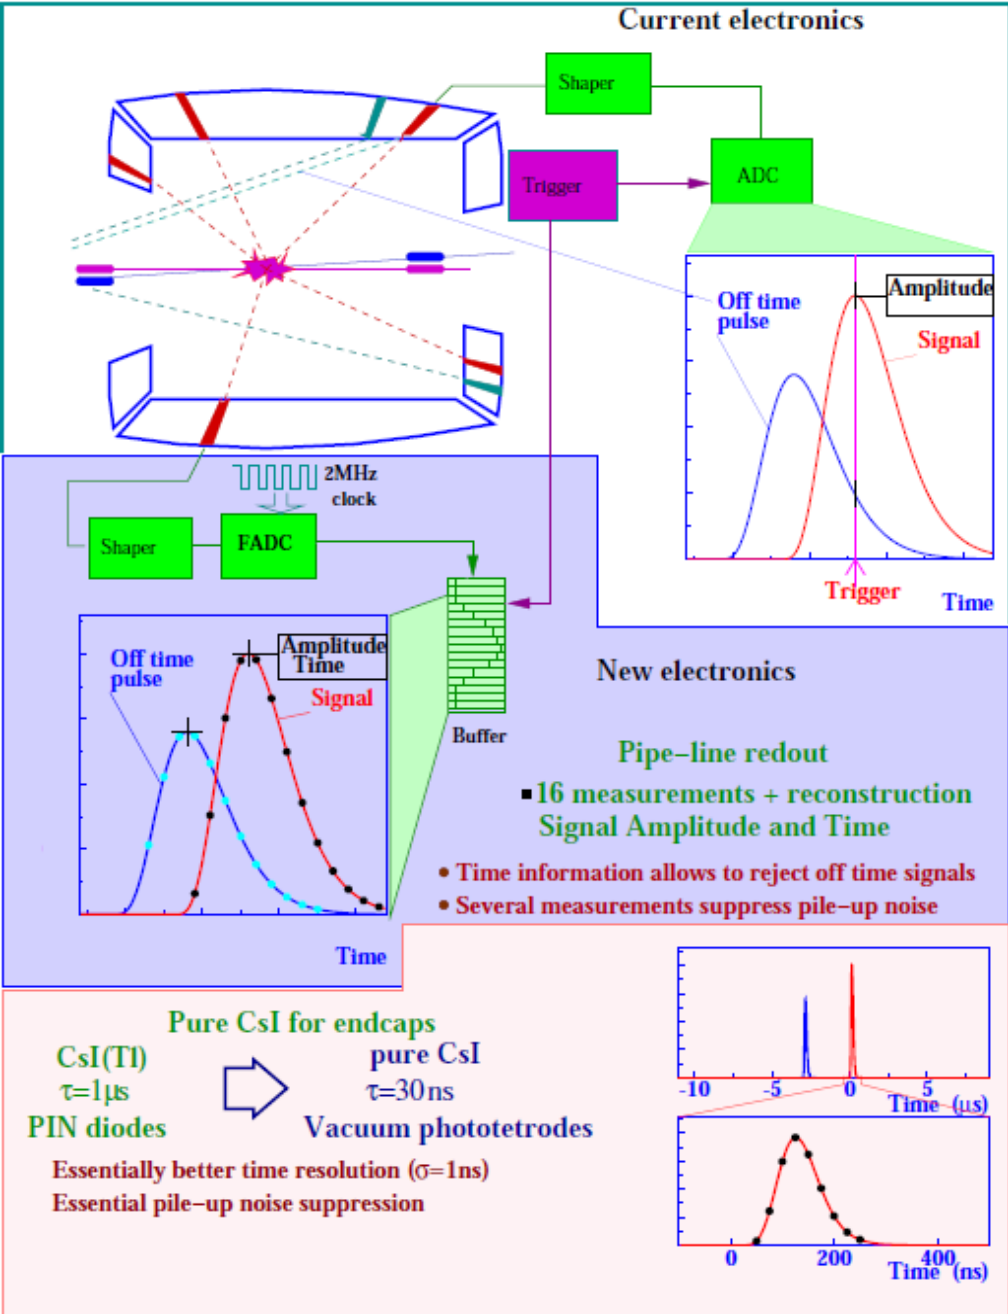 Current electronics
Shaper
Trigger
ADC
Off time
pulse
Amplitude
Signal
Trigger
Time
2MHz
clock
Shaper
FADC
Off time
pulse
Amplitude
Time
Signal
Buffer
Time
New electronics
Pipe-line redout
16 measurements + reconstruction
Signal Amplitude and Time
• Time information allows to reject off time signals
• Several measurements suppress pile-up noise
Pure CsI for endcaps
CsI(Tl)
τ=1μs
PIN diodes
pure CsI
τ=30ns
Vacuum phototetrodes
Essentially better time resolution (σ=1ns)
Essential pile-up noise suppression
-10 -5 0 5
Time (μs)
0 200 400
Time (ns)